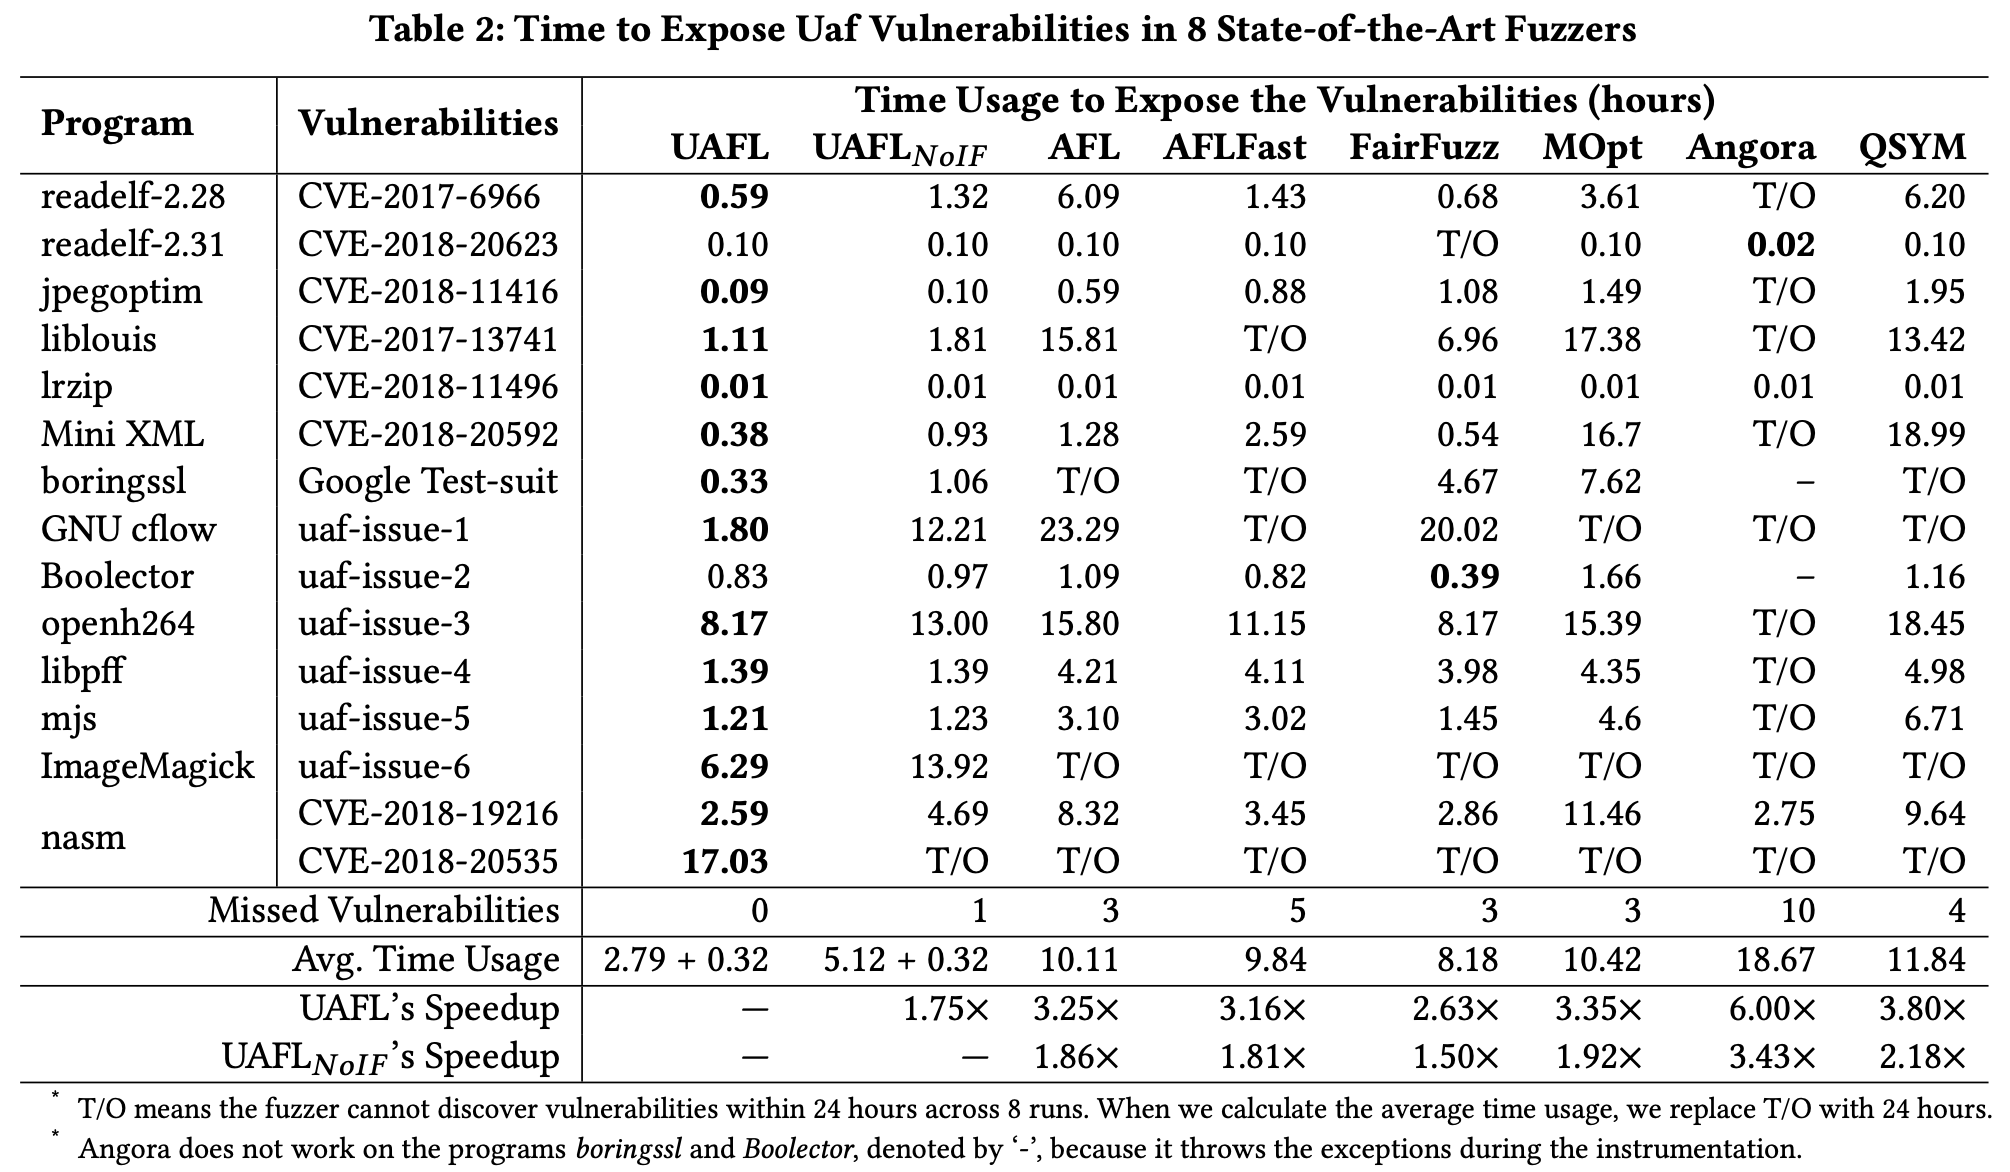 Table 2: Time to Expose Uaf Vulnerabilities in 8 State-of-the-Art Fuzzers
Program Vulnerabilities Time Usage to Expose the Vulnerabilities (hours)
UAFL UAFLNoIF AFL AFLFast FairFuzz MOpt Angora QSYM
readelf-2.28 CVE-2017-6966 0.59 1.32 6.09 1.43 0.68 3.61 T/O 6.20
readelf-2.31 CVE-2018-20623 0.10 0.10 0.10 0.10 T/O 0.10 0.02 0.10
jpegoptim CVE-2018-11416 0.09 0.10 0.59 0.88 1.08 1.49 T/O 1.95
liblouis CVE-2017-13741 1.11 1.81 15.81 T/O 6.96 17.38 T/O 13.42
lrzip CVE-2018-11496 0.01 0.01 0.01 0.01 0.01 0.01 0.01 0.01
Mini XML CVE-2018-20592 0.38 0.93 1.28 2.59 0.54 16.7 T/O 18.99
boringssl Google Test-suit 0.33 1.06 T/O T/O 4.67 7.62 – T/O
GNU cflow uaf-issue-1 1.80 12.21 23.29 T/O 20.02 T/O T/O T/O
Boolector uaf-issue-2 0.83 0.97 1.09 0.82 0.39 1.66 – 1.16
openh264 uaf-issue-3 8.17 13.00 15.80 11.15 8.17 15.39 T/O 18.45
libpff uaf-issue-4 1.39 1.39 4.21 4.11 3.98 4.35 T/O 4.98
mjs uaf-issue-5 1.21 1.23 3.10 3.02 1.45 4.6 T/O 6.71
ImageMagick uaf-issue-6 6.29 13.92 T/O T/O T/O T/O T/O T/O
nasm CVE-2018-19216 2.59 4.69 8.32 3.45 2.86 11.46 2.75 9.64
CVE-2018-20535 17.03 T/O T/O T/O T/O T/O T/O T/O
Missed Vulnerabilities 0 1 3 5 3 3 10 4
Avg. Time Usage 2.79 + 0.32 5.12 + 0.32 10.11 9.84 8.18 10.42 18.67 11.84
UAFL's Speedup — 1.75× 3.25× 3.16× 2.63× 3.35× 6.00× 3.80×
UAFLNoIF's Speedup — — 1.86× 1.81× 1.50× 1.92× 3.43× 2.18×
* T/O means the fuzzer cannot discover vulnerabilities within 24 hours across 8 runs. When we calculate the average time usage, we replace T/O with 24 hours.
* Angora does not work on the programs boringssl and Boolector, denoted by ‘-’, because it throws the exceptions during the instrumentation.